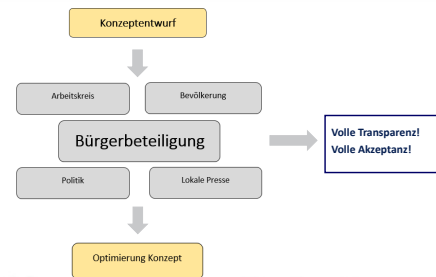 Konzeptentwurf
Arbeitskreis
Bevölkerung
Bürgerbeteiligung
Politik
Lokale Presse
Volle Transparenz!
Volle Akzeptanz!
Optimierung Konzept